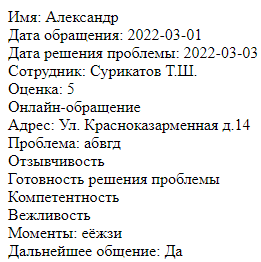 Имя: Александр
Дата обращения: 2022-03-01
Дата решения проблемы: 2022-03-03
Сотрудник: Сурикатов Т.Ш.
Оценка: 5
Онлайн-обращение
Адрес: Ул. Красноказарменная д.14
Проблема: абвгд
Отзывчивость
Готовность решения проблемы
Компетентность
Вежливость
Моменты: еёжзи
Дальнейшее общение: Да